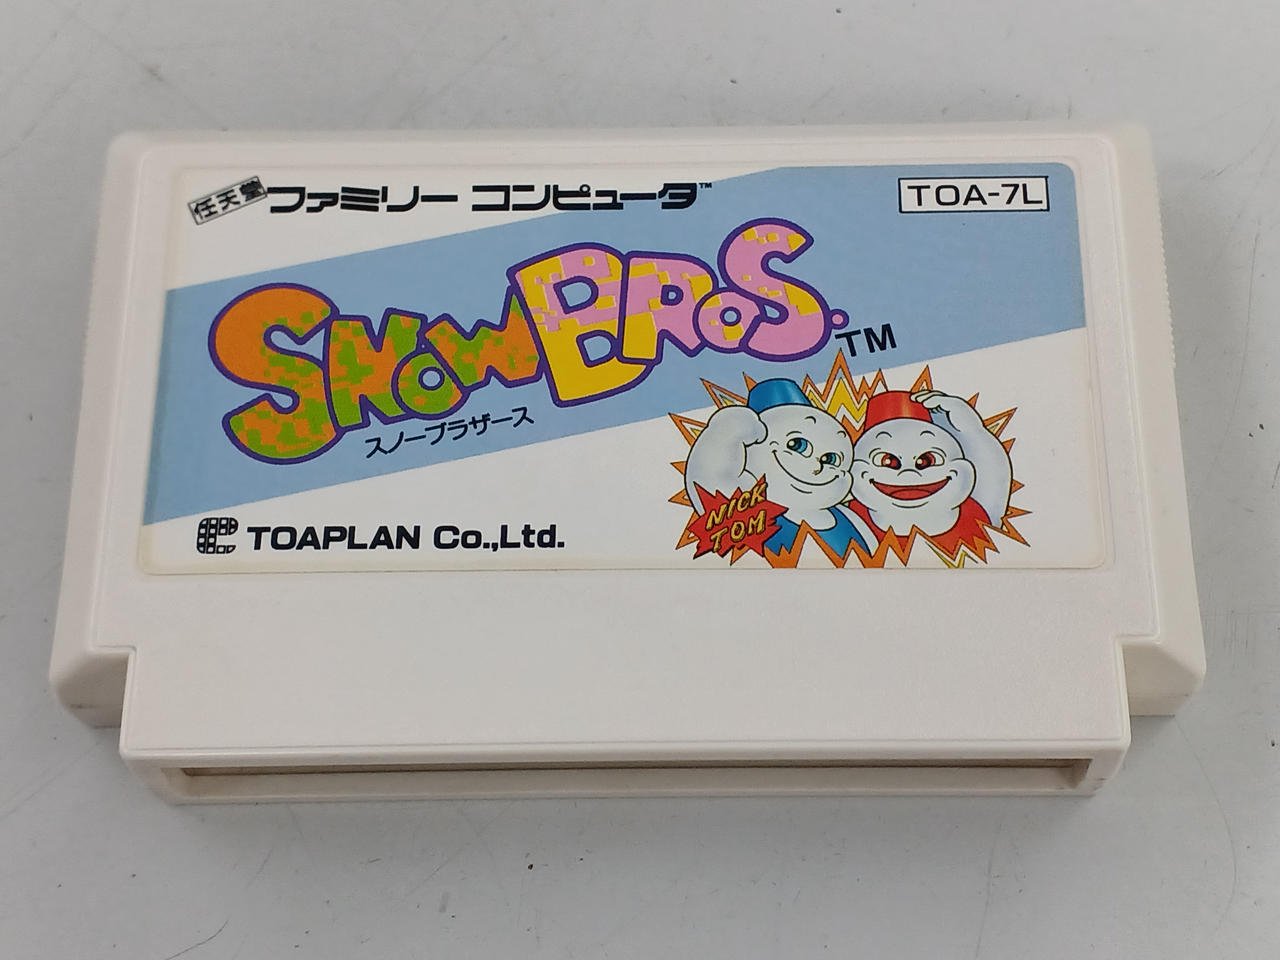 任天堂 ファミリー コンピュータ™
TOA-7L
SNOW BROS.™
スノーブラザース
NICK
TOM
TOAPLAN Co.,Ltd.